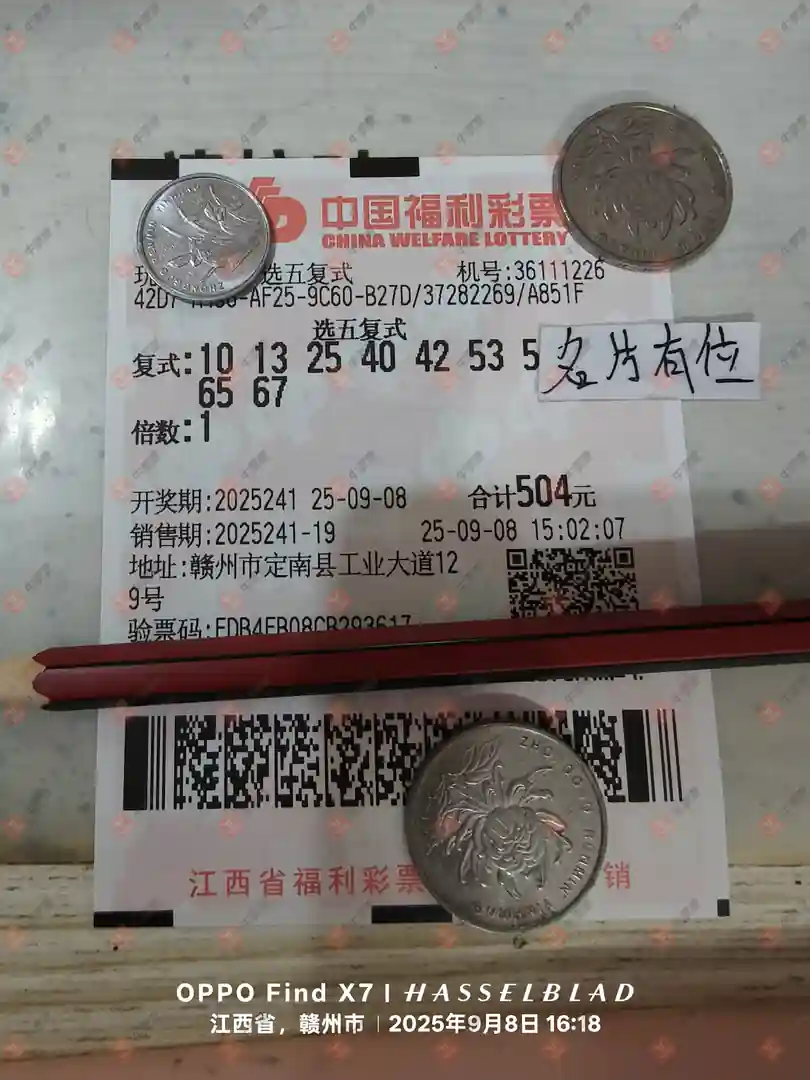 中国福利彩票
CHINA WELFARE LOTTERY
选五复式 机号:36111226
-AF25-9C60-B27D/37282269/A851F
选五复式
复式:10 13 25 40 42 53 5
名片有位
65 67
倍数:1
开奖期:2025241 25-09-08 合计504元
销售期:2025241-19 25-09-08 15:02:07
地址:赣州市定南县工业大道12
9号
验票码:
江西省福利彩票 销
OPPO Find X7 | HASSELBLAD
江西省，赣州市 | 2025年9月8日 16:18